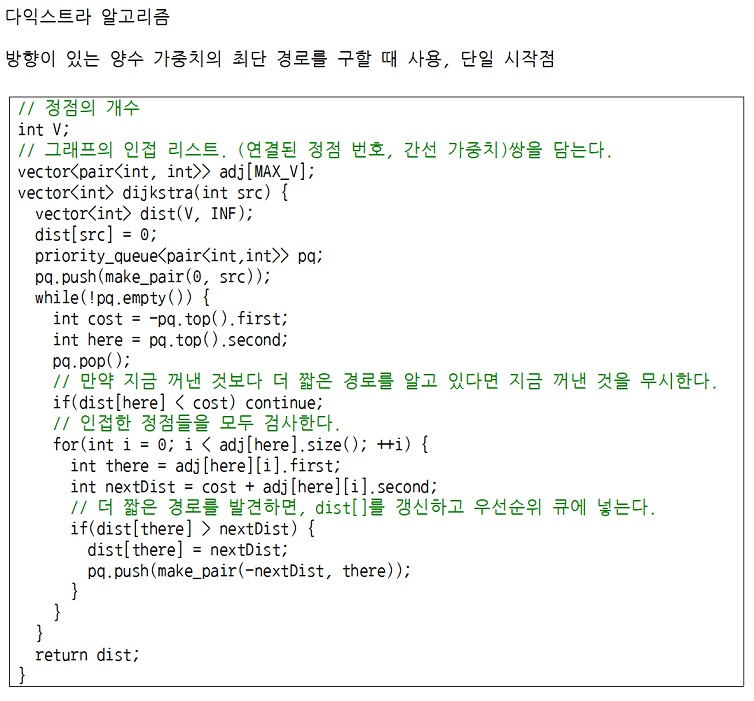 다익스트라 알고리즘
방향이 있는 양수 가중치의 최단 경로를 구할 때 사용, 단일 시작점
// 정점의 개수
int V;
// 그래프의 인접 리스트. (연결된 정점 번호, 간선 가중치)쌍을 담는다.
vector<pair<int, int>> adj[MAX_V];
vector<int> dijkstra(int src) {
  vector<int> dist(V, INF);
  dist[src] = 0;
  priority_queue<pair<int,int>> pq;
  pq.push(make_pair(0, src));
  while(!pq.empty()) {
    int cost = -pq.top().first;
    int here = pq.top().second;
    pq.pop();
    // 만약 지금 꺼낸 것보다 더 짧은 경로를 알고 있다면 지금 꺼낸 것을 무시한다.
    if(dist[here] < cost) continue;
    // 인접한 정점들을 모두 검사한다.
    for(int i = 0; i < adj[here].size(); ++i) {
      int there = adj[here][i].first;
      int nextDist = cost + adj[here][i].second;
      // 더 짧은 경로를 발견하면, dist[]를 갱신하고 우선순위 큐에 넣는다.
      if(dist[there] > nextDist) {
        dist[there] = nextDist;
        pq.push(make_pair(-nextDist, there));
      }
    }
  }
  return dist;
}